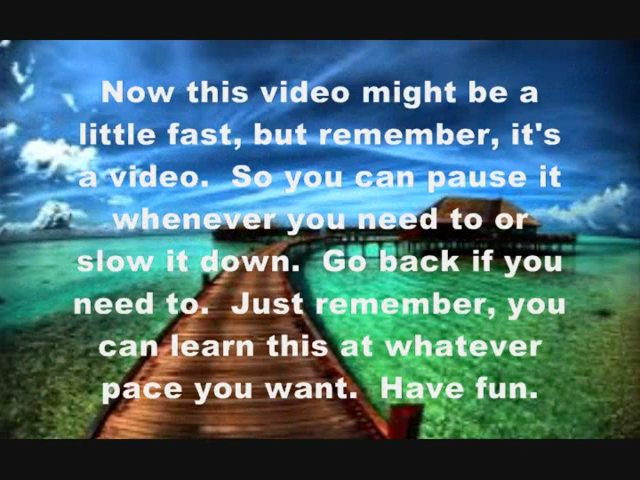 Now this video might be a
little fast, but remember, it's
a video.  So you can pause it
whenever you need to or
slow it down.  Go back if you
need to.  Just remember, you
can learn this at whatever
pace you want.  Have fun.